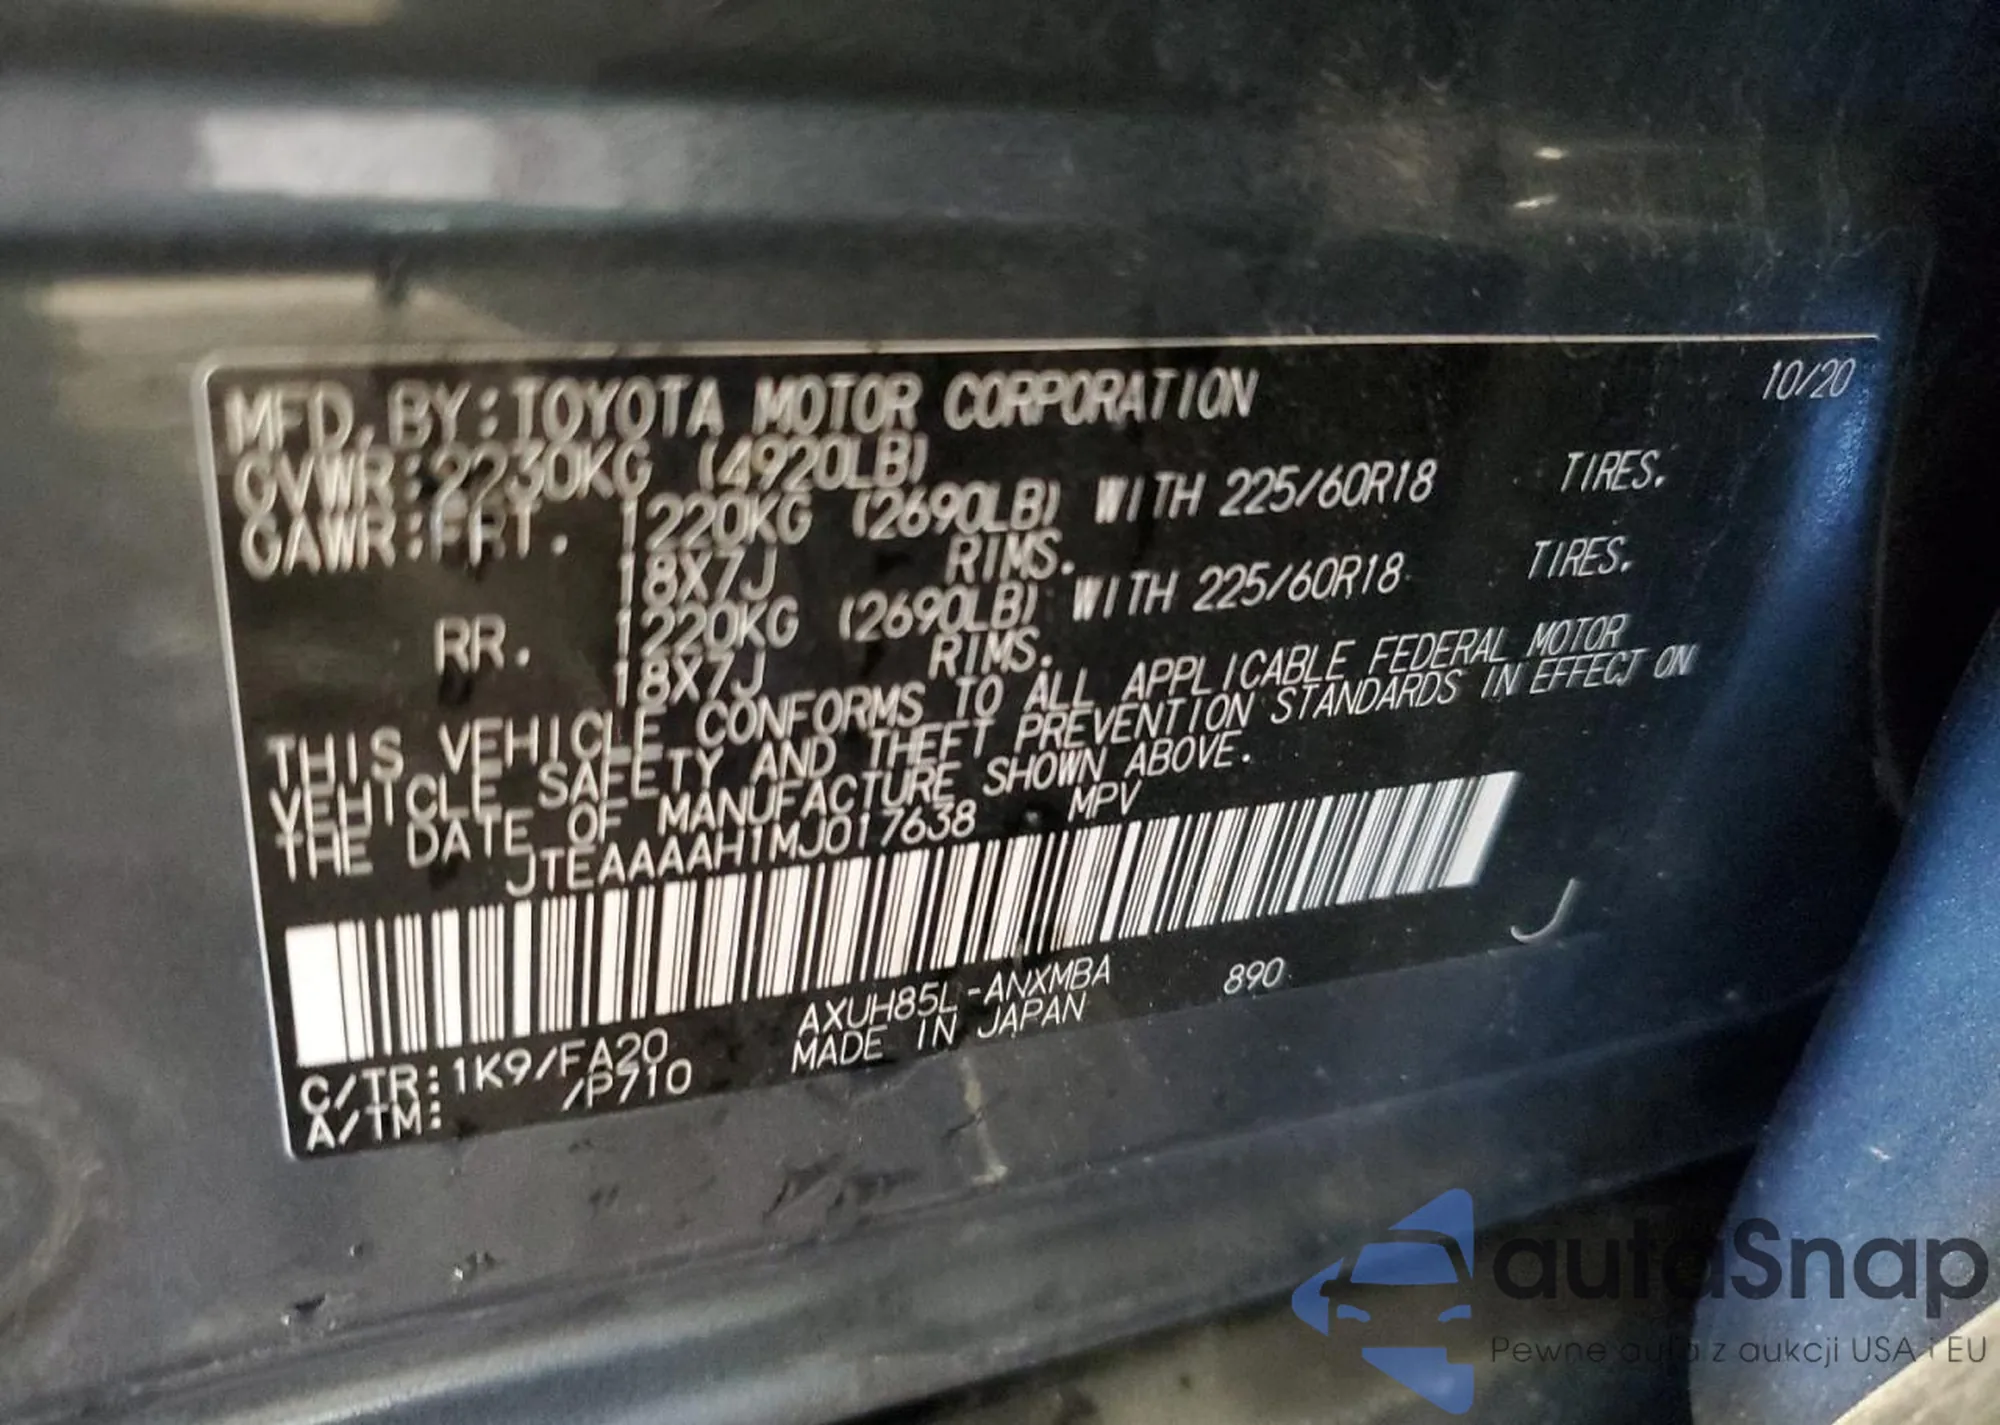 MFD. BY: TOYOTA MOTOR CORPORATION 10/20
GVWR: 2230KG (4920LB)
GAWR: FRT. 1220KG (2690LB) WITH 225/60R18 TIRES.
18X7J RIMS.
RR. 1220KG (2690LB) WITH 225/60R18 TIRES.
18X7J RIMS.
THIS VEHICLE CONFORMS TO ALL APPLICABLE FEDERAL MOTOR
VEHICLE SAFETY AND THEFT PREVENTION STANDARDS IN EFFECT ON
THE DATE OF MANUFACTURE SHOWN ABOVE.
JTEAAAAH1MJ017638 MPV
J
AXUH85L-ANXMBA 890
C/TR: 1K9/FA20 MADE IN JAPAN
A/TM: /P710
autaSnap
Pewne auta z aukcji USA i EU